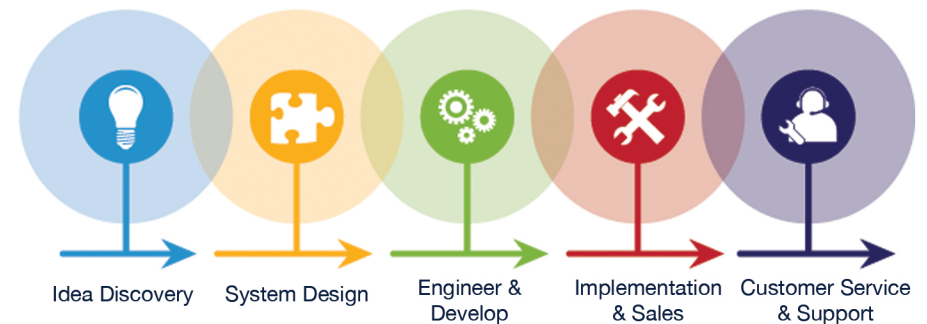 Idea Discovery
System Design
Engineer &
Develop
Implementation
& Sales
Customer Service
& Support